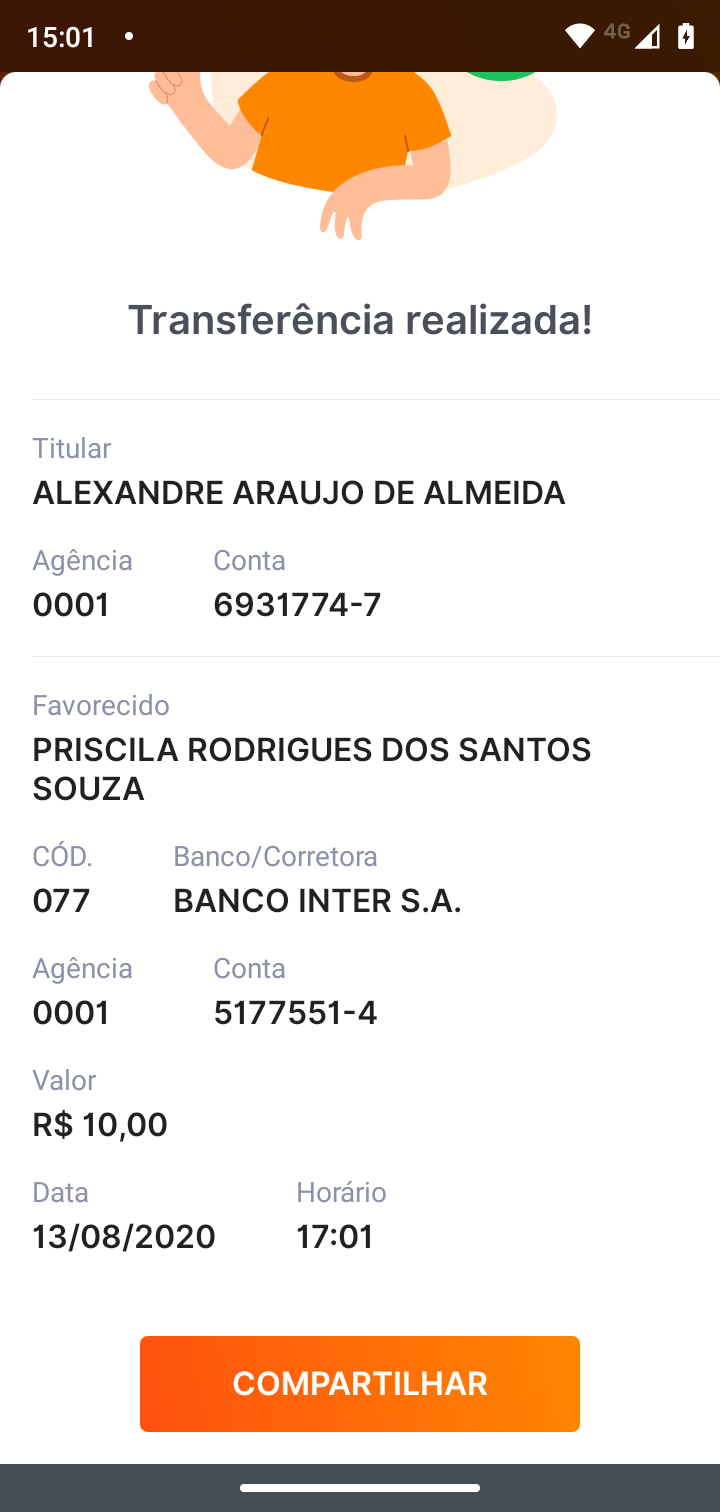 15:01
4G
Transferência realizada!
Titular
ALEXANDRE ARAUJO DE ALMEIDA
Agência Conta
0001 6931774-7
Favorecido
PRISCILA RODRIGUES DOS SANTOS
SOUZA
CÓD. Banco/Corretora
077 BANCO INTER S.A.
Agência Conta
0001 5177551-4
Valor
R$ 10,00
Data Horário
13/08/2020 17:01
COMPARTILHAR